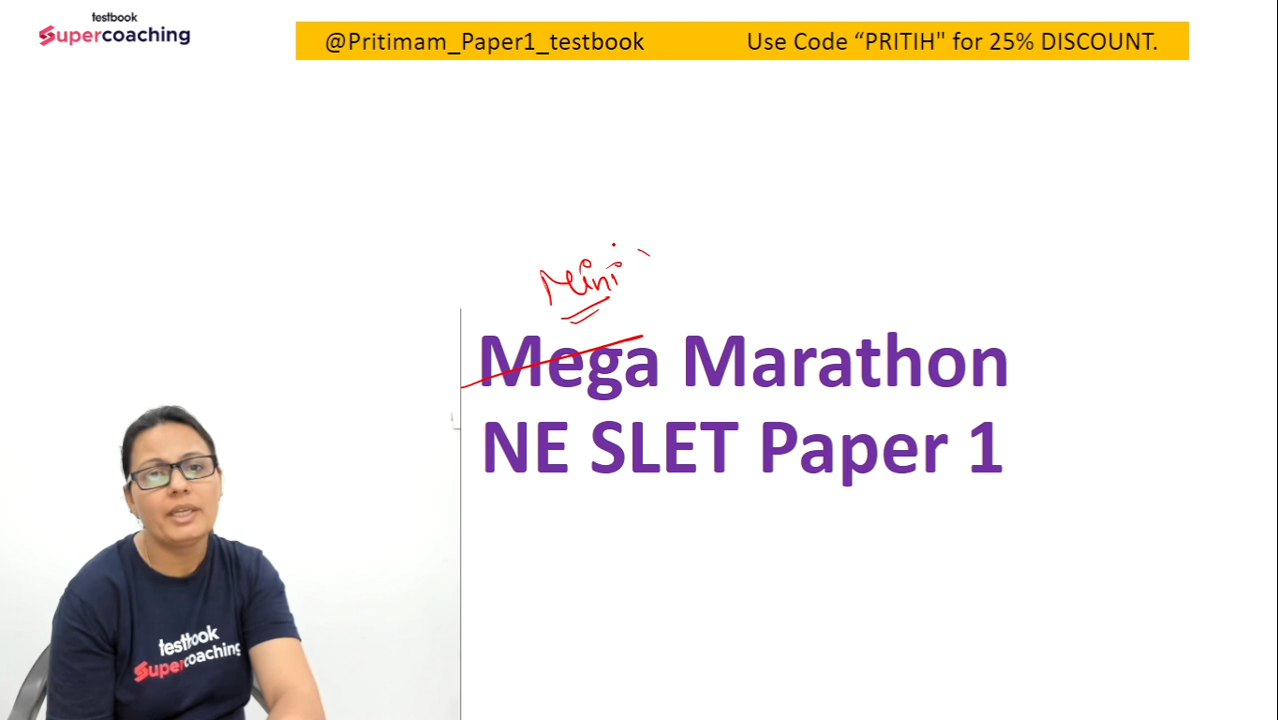 testbook
Supercoaching
@Pritimam_Paper1_testbook Use Code “PRITIH" for 25% DISCOUNT.
Mini
Mega Marathon
NE SLET Paper 1
testbook
Supercoaching